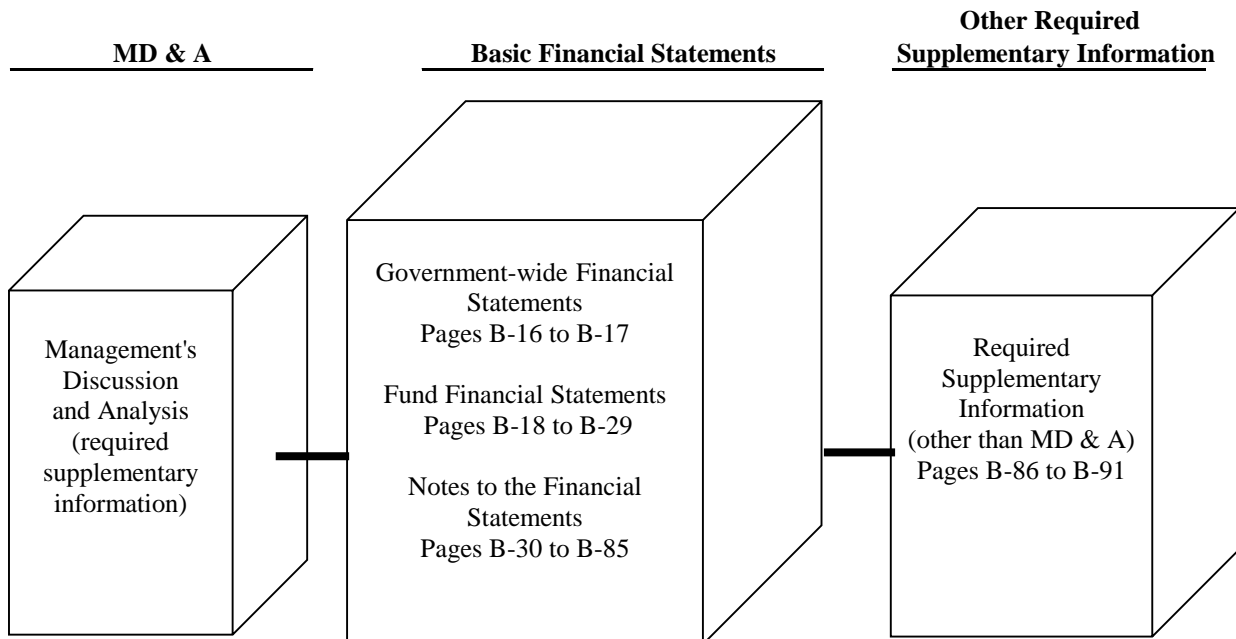 MD & A
Basic Financial Statements
Other Required
Supplementary Information
Management's
Discussion
and Analysis
(required
supplementary
information)
Government-wide Financial
Statements
Pages B-16 to B-17
Fund Financial Statements
Pages B-18 to B-29
Notes to the Financial
Statements
Pages B-30 to B-85
Required
Supplementary
Information
(other than MD & A)
Pages B-86 to B-91